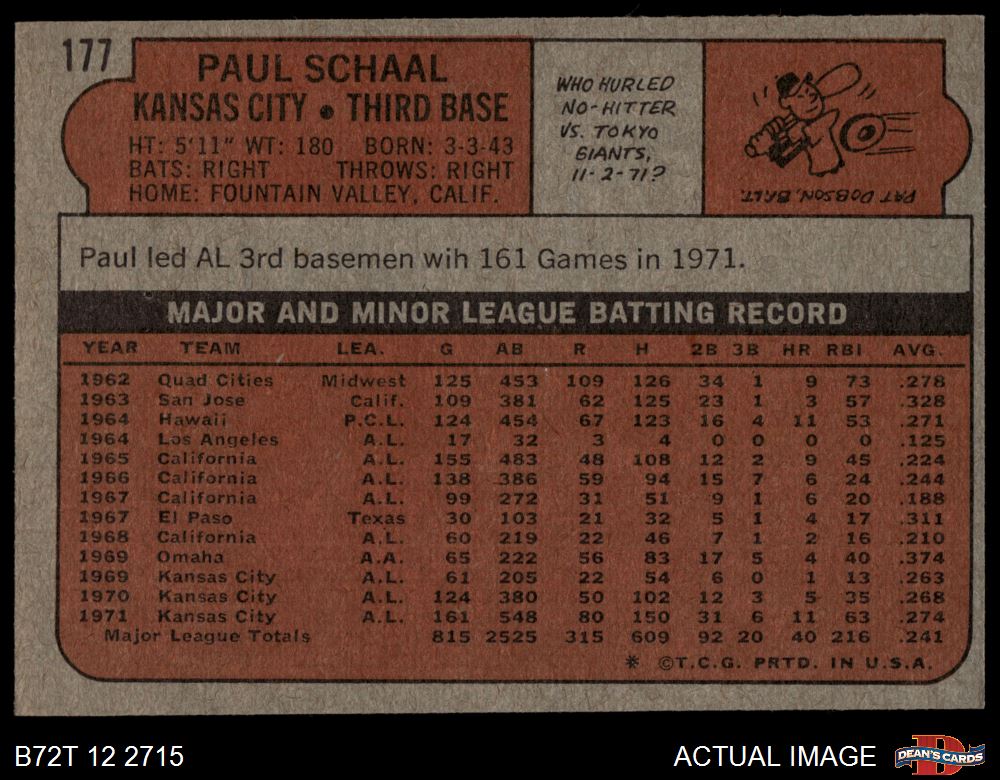 177
PAUL SCHAAL
KANSAS CITY • THIRD BASE
HT: 5'11" WT: 180 BORN: 3-3-43
BATS: RIGHT THROWS: RIGHT
HOME: FOUNTAIN VALLEY, CALIF.
WHO HURLED
NO-HITTER
VS. TOKYO
GIANTS,
11-2-71?
PAT DOBSON, BALT.
Paul led AL 3rd basemen wih 161 Games in 1971.
MAJOR AND MINOR LEAGUE BATTING RECORD
YEAR TEAM LEA. G AB R H 2B 3B HR RBI AVG.
1962 Quad Cities Midwest 125 453 109 126 34 1 9 73 .278
1963 San Jose Calif. 109 381 62 125 23 1 3 57 .328
1964 Hawaii P.C.L. 124 454 67 123 16 4 11 53 .271
1964 Los Angeles A.L. 17 32 3 4 0 0 0 0 .125
1965 California A.L. 155 483 48 108 12 2 9 45 .224
1966 California A.L. 138 386 59 94 15 7 6 24 .244
1967 California A.L. 99 272 31 51 9 1 6 20 .188
1967 El Paso Texas 30 103 21 32 5 1 4 17 .311
1968 California A.L. 60 219 22 46 7 1 2 16 .210
1969 Omaha A.A. 65 222 56 83 17 5 4 40 .374
1969 Kansas City A.L. 61 205 22 54 6 0 1 13 .263
1970 Kansas City A.L. 124 380 50 102 12 3 5 35 .268
1971 Kansas City A.L. 161 548 80 150 31 6 11 63 .274
Major League Totals 815 2525 315 609 92 20 40 216 .241
* ©T.C.G. PRTD. IN U.S.A.
B72T 12 2715
ACTUAL IMAGE
D
DEAN'S CARDS